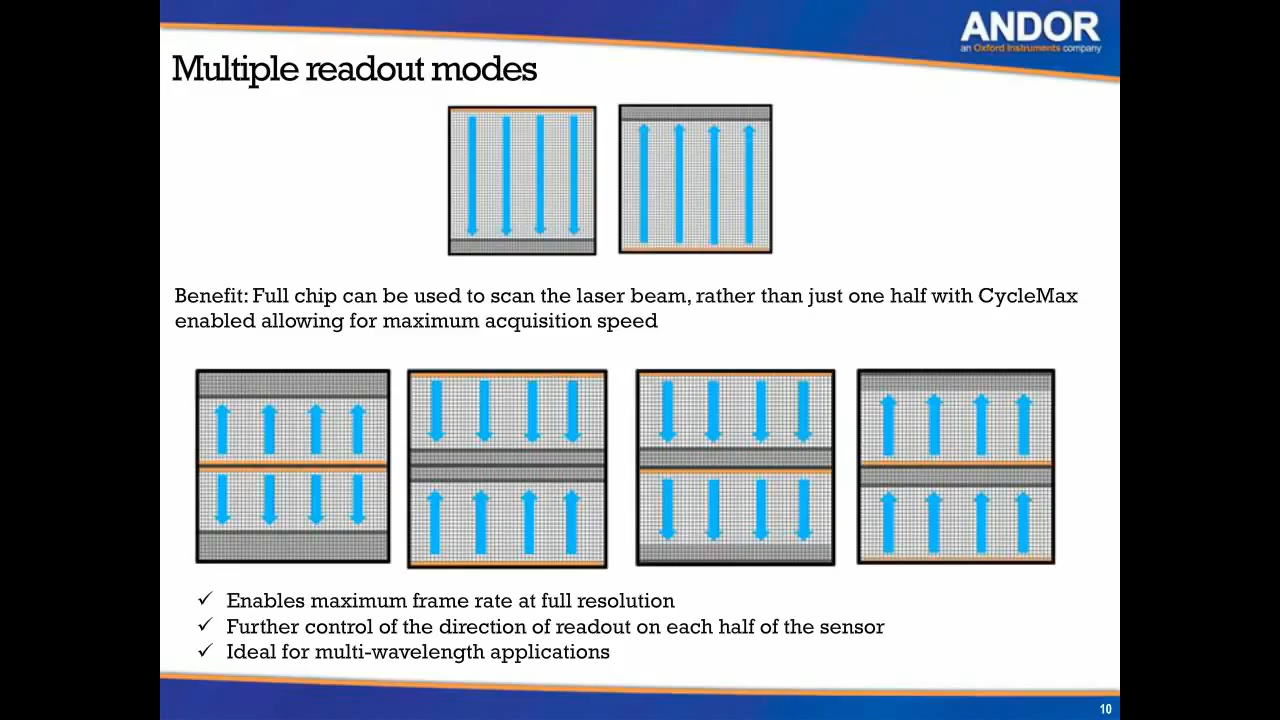 ANDOR
an Oxford Instruments company
Multiple readout modes
Benefit: Full chip can be used to scan the laser beam, rather than just one half with CycleMax
enabled allowing for maximum acquisition speed
✓ Enables maximum frame rate at full resolution
✓ Further control of the direction of readout on each half of the sensor
✓ Ideal for multi-wavelength applications
10